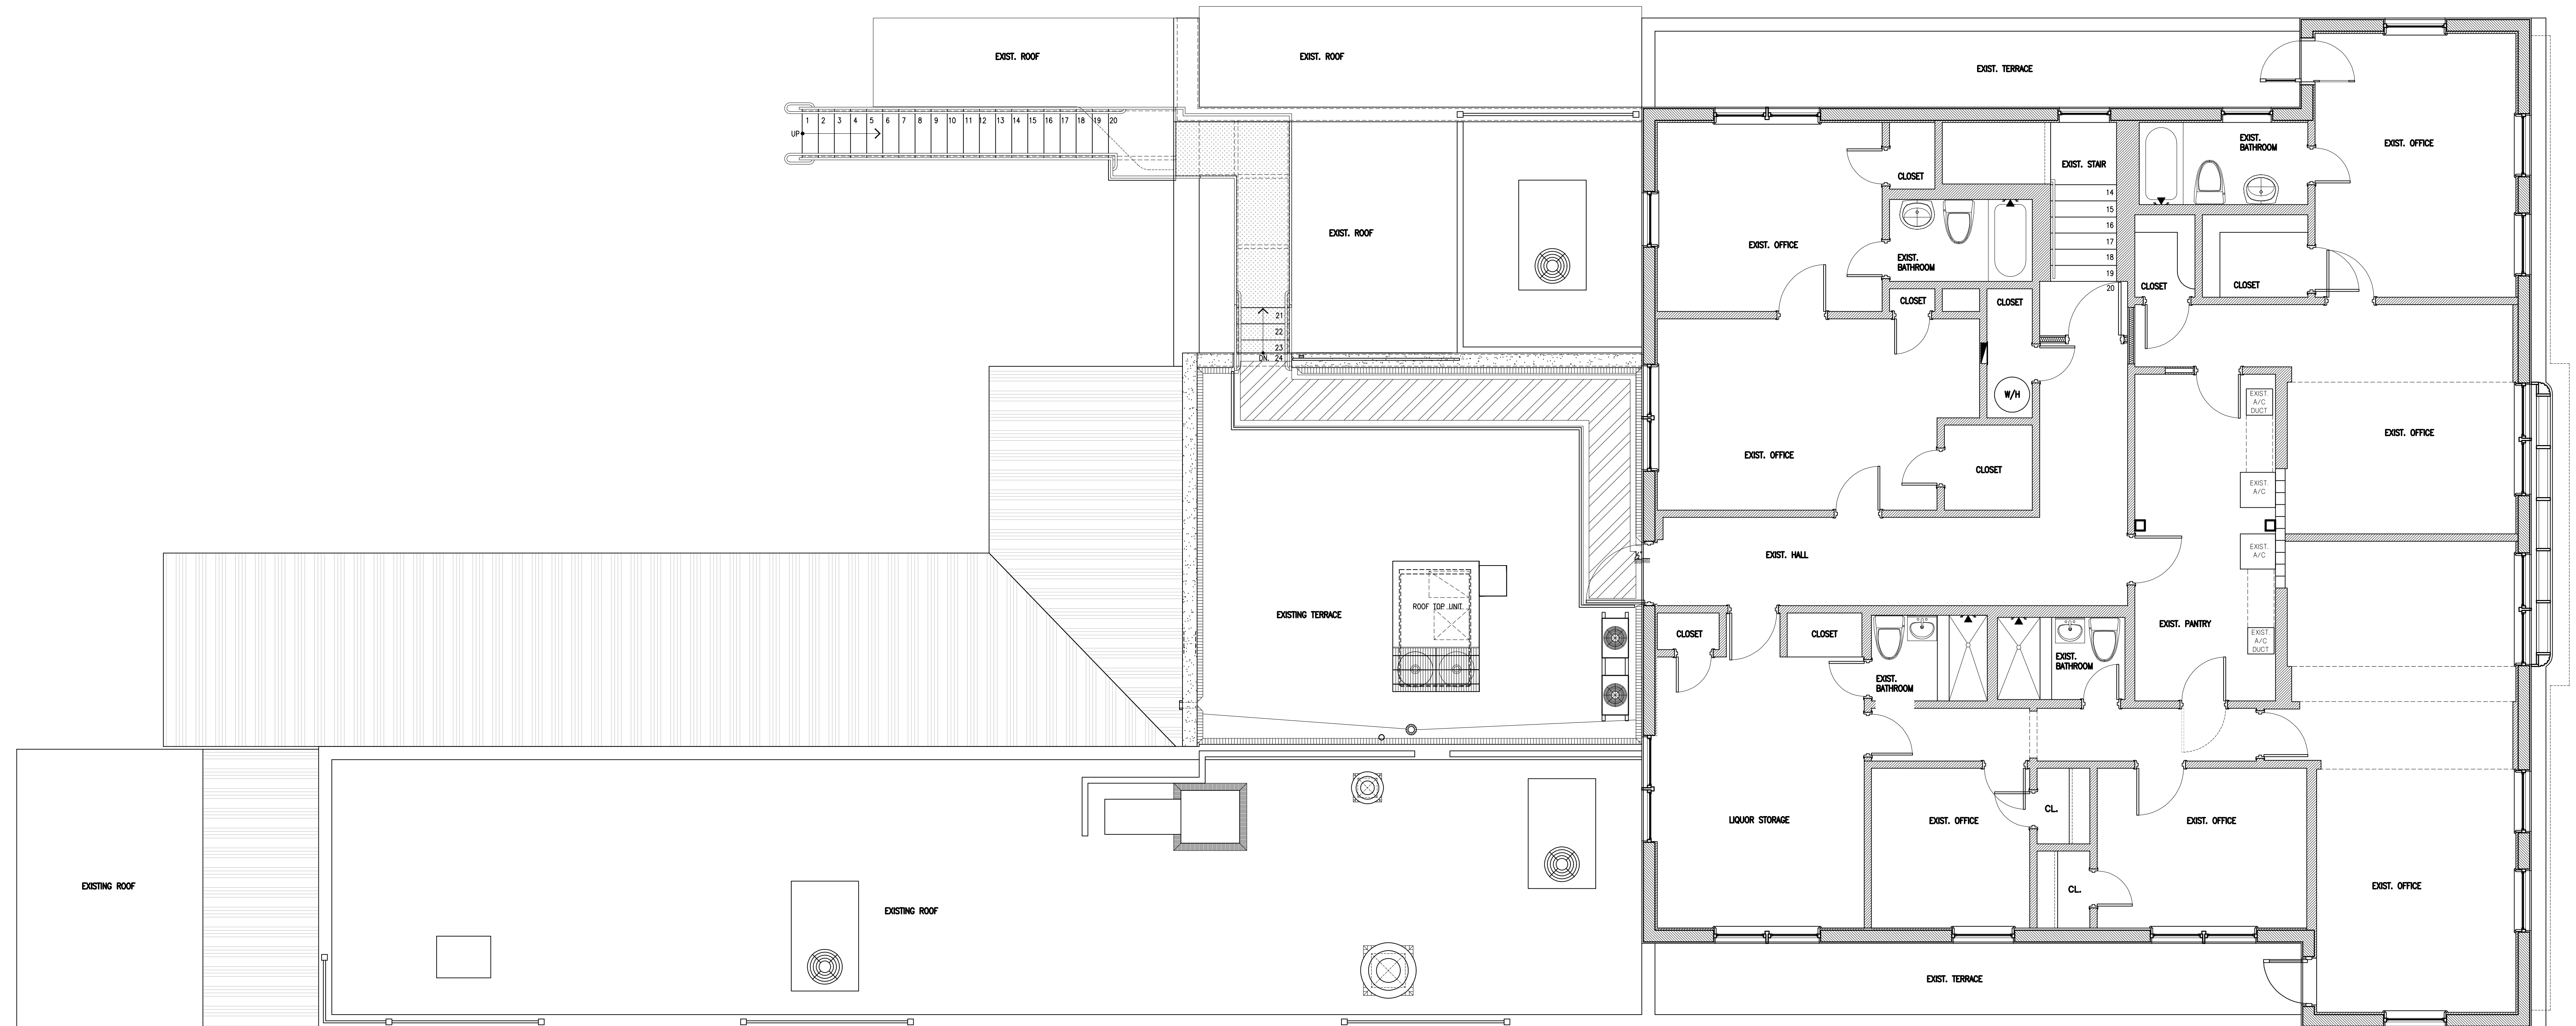 EXIST. ROOF
EXIST. ROOF
EXIST. TERRACE
UP
1 2 3 4 5 6 7 8 9 10 11 12 13 14 15 16 17 18 19 20
EXIST. ROOF
21
22
23
DN. 24
EXIST. OFFICE
CLOSET
EXIST.
BATHROOM
EXIST. STAIR
14
15
16
17
18
19
20
EXIST.
BATHROOM
EXIST. OFFICE
CLOSET
CLOSET
CLOSET
CLOSET
W/H
EXIST. OFFICE
CLOSET
EXIST.
A/C
DUCT
EXIST. OFFICE
EXIST.
A/C
EXIST. HALL
EXIST.
A/C
EXISTING TERRACE
ROOF TOP UNIT
CLOSET
CLOSET
EXIST.
BATHROOM
EXIST.
BATHROOM
EXIST. PANTRY
EXIST.
A/C
DUCT
LIQUOR STORAGE
EXIST. OFFICE
CL.
CL.
EXIST. OFFICE
EXIST. OFFICE
EXISTING ROOF
EXISTING ROOF
EXIST. TERRACE